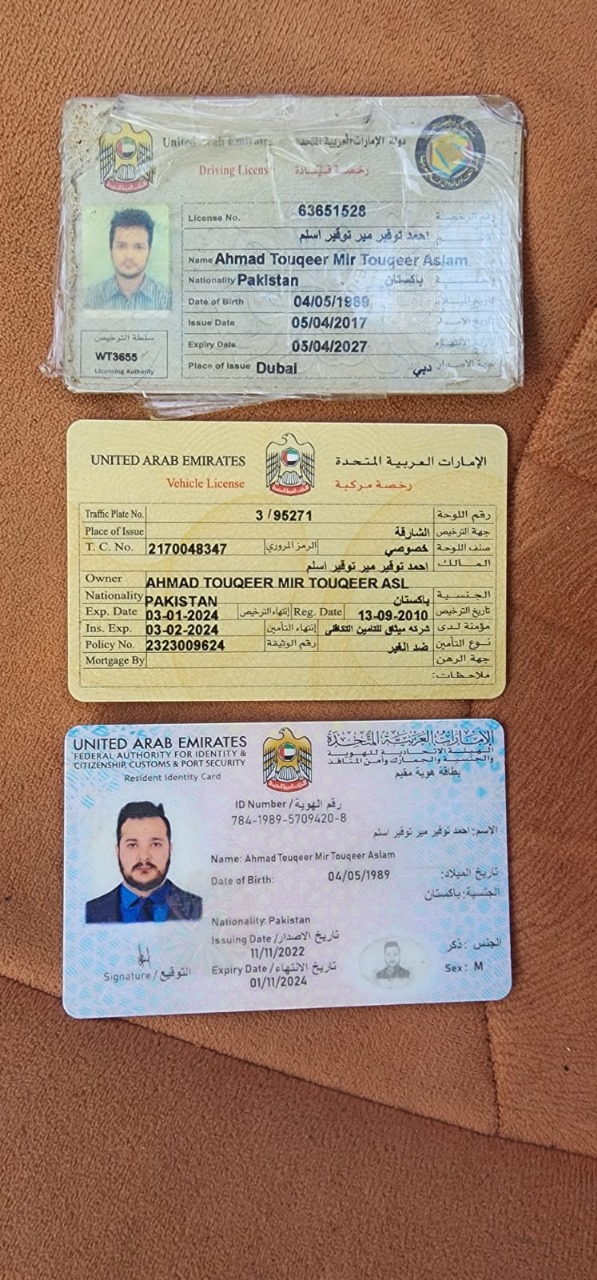 United Arab Emirates دولة الإمارات العربية المتحدة
Driving License رخصة قيادة
License No. 63651528
احمد توقير مير توقير اسلم
Name Ahmad Touqeer Mir Touqeer Aslam
Nationality Pakistan باكستان
Date of Birth 04/05/1989
Issue Date 05/04/2017
Expiry Date 05/04/2027
Place of Issue Dubai دبي
سلطة الترخيص
WT3655
Licensing Authority
UNITED ARAB EMIRATES الإمارات العربية المتحدة
Vehicle License رخصة مركبة
Traffic Plate No. 3 / 95271 رقم اللوحة
Place of Issue الشارقة جهة الترخيص
T. C. No. 2170048347 الرمز المروري خصوصي صنف اللوحة
احمد توقير مير توقير اسلم المالك
Owner AHMAD TOUQEER MIR TOUQEER ASL
Nationality PAKISTAN باكستان الجنسية
Exp. Date 03-01-2024 إنتهاء الترخيص Reg. Date 13-09-2010 تاريخ الترخيص
Ins. Exp. 03-02-2024 إنتهاء التأمين شركه ميثاق للتامين التكافلي مؤمنة لدى
Policy No. 2323009624 رقم الوثيقة ضد الغير نوع التأمين
Mortgage By جهة الرهن
ملاحظات:
UNITED ARAB EMIRATES الإمارات العربية المتحدة
FEDERAL AUTHORITY FOR IDENTITY & الهيئة الاتحادية للهوية
CITIZENSHIP, CUSTOMS & PORT SECURITY والجنسية والجمارك وأمن المنافذ
Resident Identity Card بطاقة هوية مقيم
ID Number / رقم الهوية
784-1989-5709420-8
الاسم: احمد توقير مير توقير اسلم
Name: Ahmad Touqeer Mir Touqeer Aslam
Date of Birth: 04/05/1989 تاريخ الميلاد:
الجنسية: باكستان
Nationality: Pakistan
Issuing Date / تاريخ الاصدار
11/11/2022
الجنس: ذكر
Expiry Date / تاريخ الانتهاء
01/11/2024
Sex: M
Signature / التوقيع